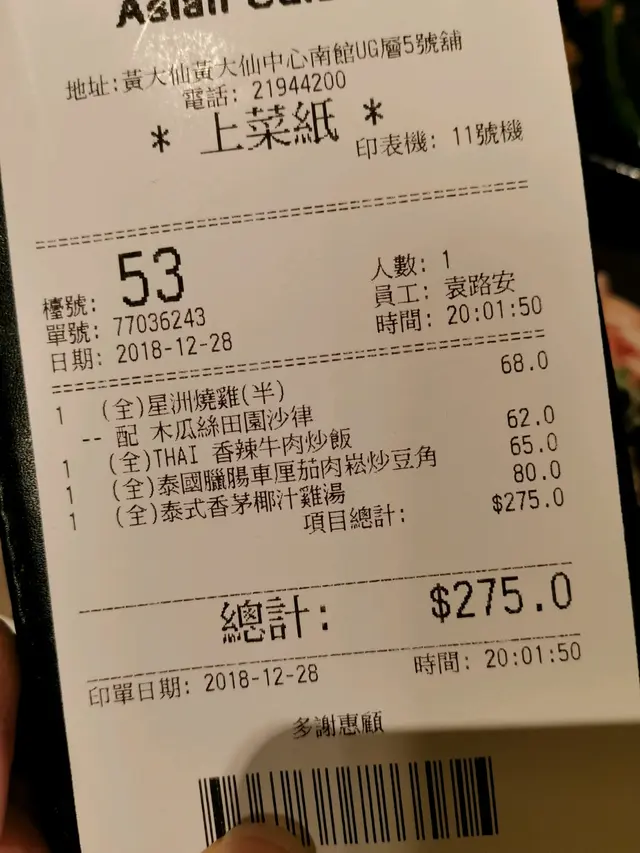 Asian
地址:黃大仙黃大仙中心南館UG層5號舖
電話: 21944200
* 上菜紙 *
印表機: 11號機
檯號: 53
人數: 1
單號: 77036243
員工: 袁路安
日期: 2018-12-28
時間: 20:01:50
1 (全)星洲燒雞(半) 68.0
-- 配 木瓜絲田園沙律
1 (全)THAI 香辣牛肉炒飯 62.0
1 (全)泰國臘腸車厘茄肉崧炒豆角 65.0
1 (全)泰式香茅椰汁雞湯 80.0
項目總計: $275.0
總計: $275.0
印單日期: 2018-12-28 時間: 20:01:50
多謝惠顧